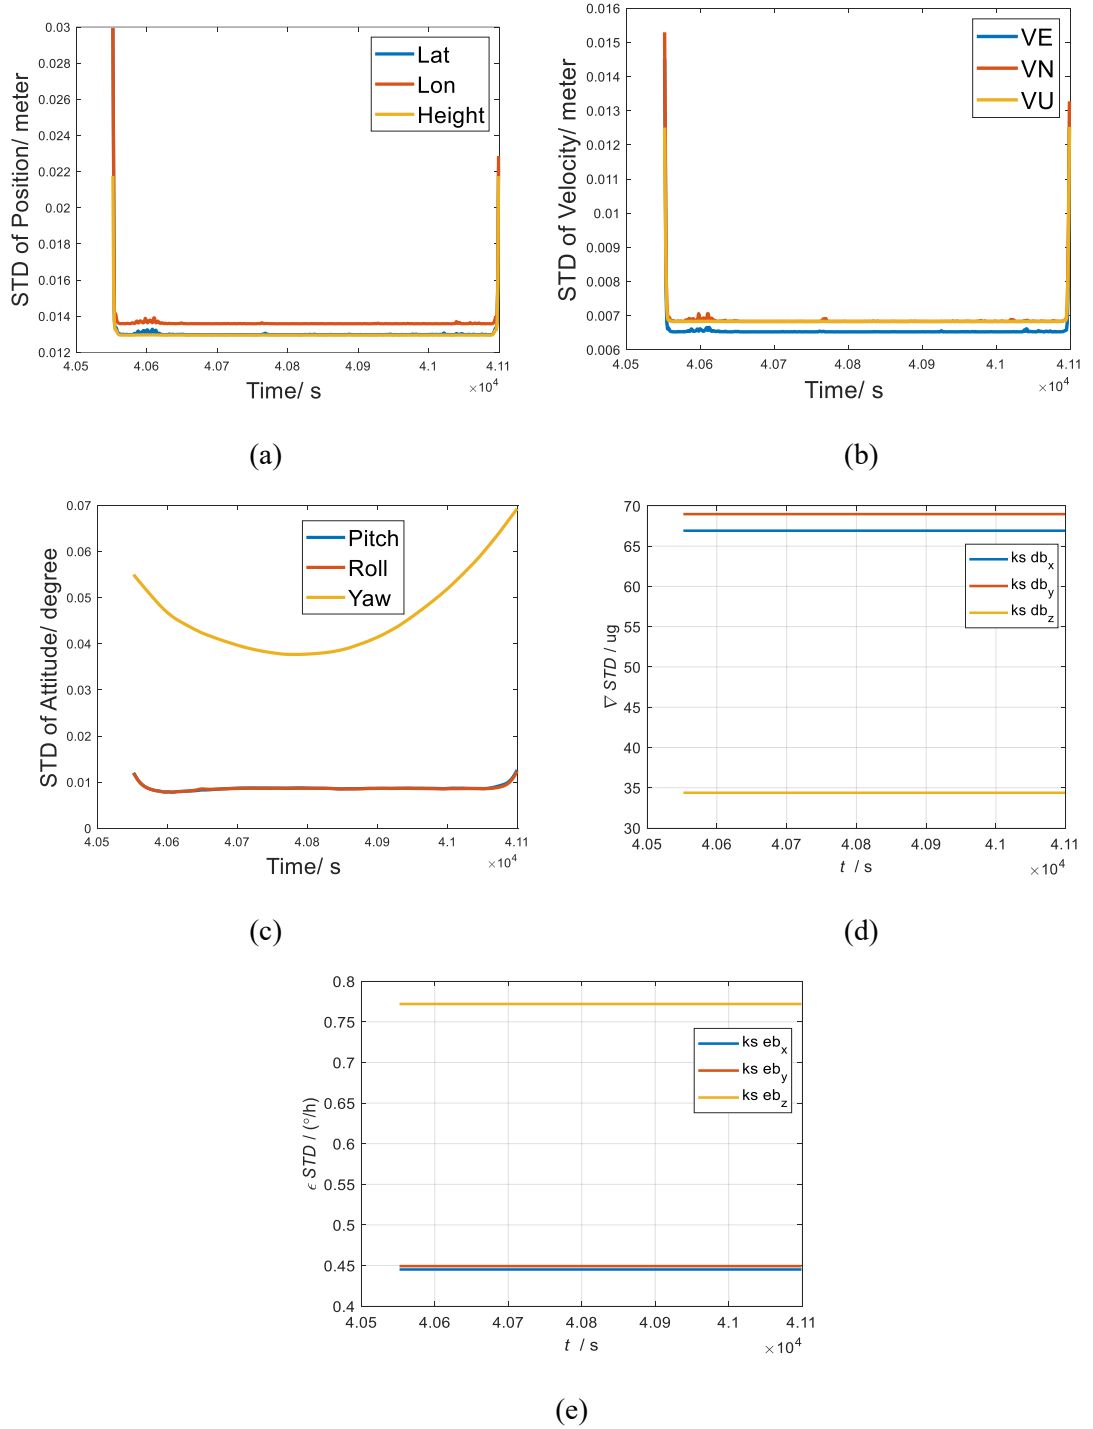 0.03
0.028
0.026
0.024
0.022
0.02
0.018
0.016
0.014
0.012
STD of Position/ meter
Lat
Lon
Height
4.05 4.06 4.07 4.08 4.09 4.1 4.11
×10⁴
Time/ s
(a)
0.016
0.015
0.014
0.013
0.012
0.011
0.01
0.009
0.008
0.007
0.006
STD of Velocity/ meter
VE
VN
VU
4.05 4.06 4.07 4.08 4.09 4.1 4.11
×10⁴
Time/ s
(b)
0.07
0.06
0.05
0.04
0.03
0.02
0.01
0
STD of Attitude/ degree
Pitch
Roll
Yaw
4.05 4.06 4.07 4.08 4.09 4.1 4.11
×10⁴
Time/ s
(c)
70
65
60
55
50
45
40
35
30
∇ STD / ug
ks db_x
ks db_y
ks db_z
4.05 4.06 4.07 4.08 4.09 4.1 4.11
×10⁴
t / s
(d)
0.8
0.75
0.7
0.65
0.6
0.55
0.5
0.45
0.4
ϵ STD / (°/h)
ks eb_x
ks eb_y
ks eb_z
4.05 4.06 4.07 4.08 4.09 4.1 4.11
×10⁴
t / s
(e)